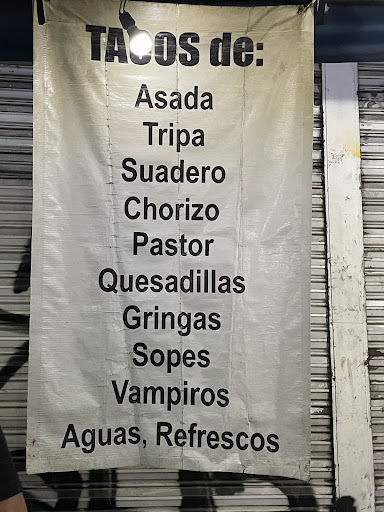 TACOS de:
Asada
Tripa
Suadero
Chorizo
Pastor
Quesadillas
Gringas
Sopes
Vampiros
Aguas, Refrescos